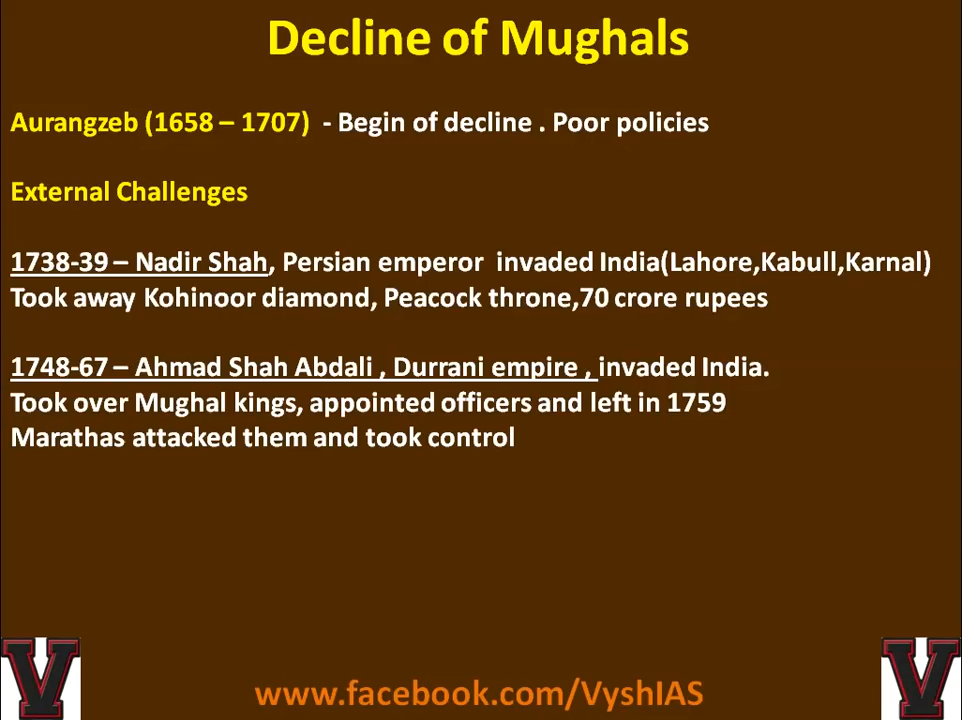 Decline of Mughals
Aurangzeb (1658 – 1707) - Begin of decline . Poor policies
External Challenges
1738-39 – Nadir Shah, Persian emperor invaded India(Lahore,Kabull,Karnal)
Took away Kohinoor diamond, Peacock throne,70 crore rupees
1748-67 – Ahmad Shah Abdali , Durrani empire , invaded India.
Took over Mughal kings, appointed officers and left in 1759
Marathas attacked them and took control
V V
www.facebook.com/VyshIAS